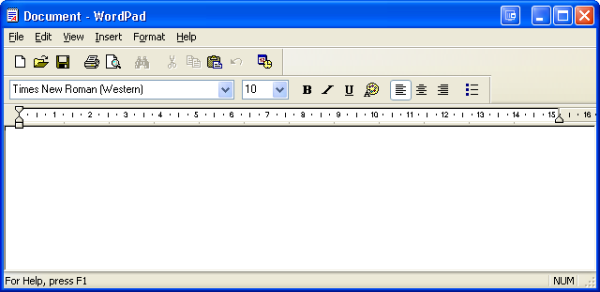 Document - WordPad
File Edit View Insert Format Help
Times New Roman (Western) 10 B I U
1 2 3 4 5 6 7 8 9 10 11 12 13 14 15 16
For Help, press F1 NUM